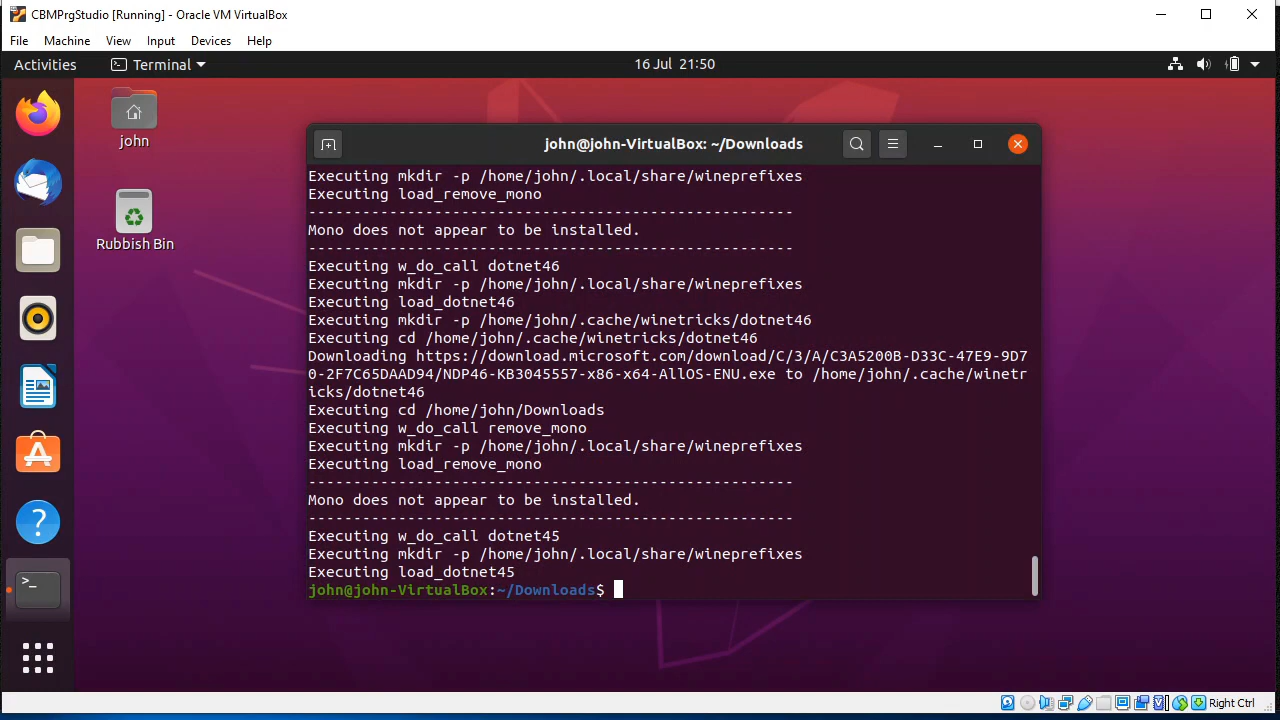 CBMPrgStudio [Running] - Oracle VM VirtualBox
File Machine View Input Devices Help
Activities Terminal 16 Jul 21:50
john
Rubbish Bin
john@john-VirtualBox: ~/Downloads
Executing mkdir -p /home/john/.local/share/wineprefixes
Executing load_remove_mono
------------------------------------------------------
Mono does not appear to be installed.
------------------------------------------------------
Executing w_do_call dotnet46
Executing mkdir -p /home/john/.local/share/wineprefixes
Executing load_dotnet46
Executing mkdir -p /home/john/.cache/winetricks/dotnet46
Executing cd /home/john/.cache/winetricks/dotnet46
Downloading https://download.microsoft.com/download/C/3/A/C3A5200B-D33C-47E9-9D7
0-2F7C65DAAD94/NDP46-KB3045557-x86-x64-AllOS-ENU.exe to /home/john/.cache/winetr
icks/dotnet46
Executing cd /home/john/Downloads
Executing w_do_call remove_mono
Executing mkdir -p /home/john/.local/share/wineprefixes
Executing load_remove_mono
------------------------------------------------------
Mono does not appear to be installed.
------------------------------------------------------
Executing w_do_call dotnet45
Executing mkdir -p /home/john/.local/share/wineprefixes
Executing load_dotnet45
john@john-VirtualBox:~/Downloads$
Right Ctrl